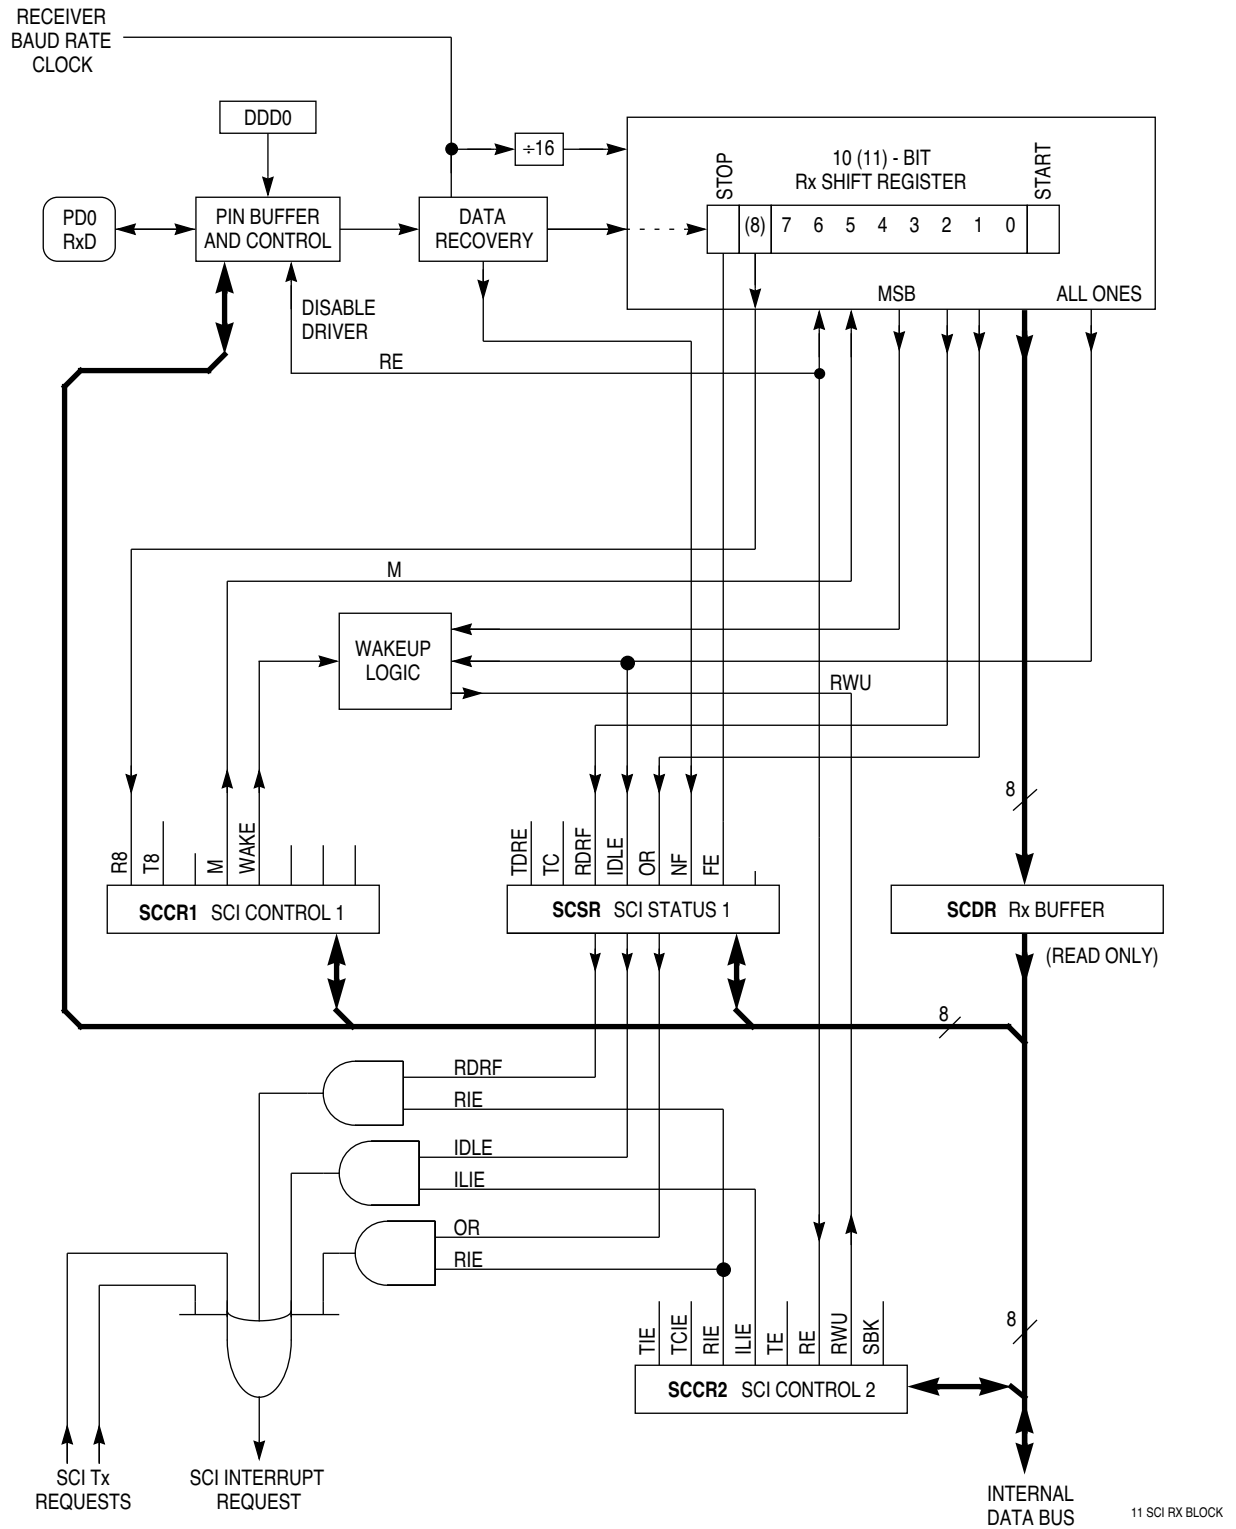 RECEIVER
BAUD RATE
CLOCK
DDD0
÷16
10 (11) - BIT
Rx SHIFT REGISTER
STOP
START
PD0
RxD
PIN BUFFER
AND CONTROL
DATA
RECOVERY
(8) 7 6 5 4 3 2 1 0
MSB
ALL ONES
DISABLE
DRIVER
RE
M
WAKEUP
LOGIC
RWU
8
R8
T8
M
WAKE
TDRE
TC
RDRF
IDLE
OR
NF
FE
SCCR1 SCI CONTROL 1
SCSR SCI STATUS 1
SCDR Rx BUFFER
(READ ONLY)
8
RDRF
RIE
IDLE
ILIE
OR
RIE
8
TIE
TCIE
RIE
ILIE
TE
RE
RWU
SBK
SCCR2 SCI CONTROL 2
SCI Tx
REQUESTS
SCI INTERRUPT
REQUEST
INTERNAL
DATA BUS
11 SCI RX BLOCK